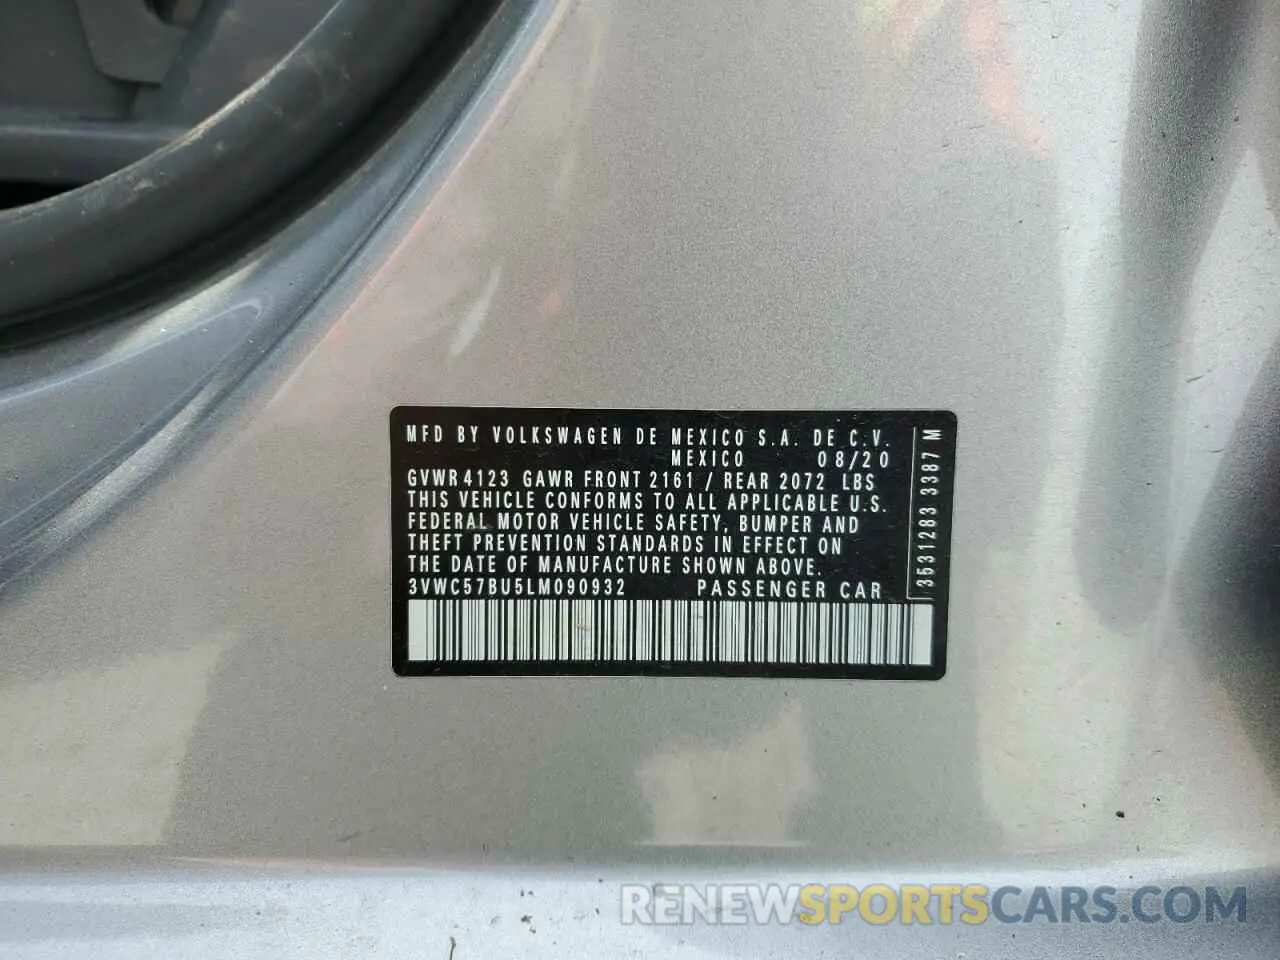 MFD BY VOLKSWAGEN DE MEXICO S.A. DE C.V.
MEXICO 08/20
GVWR 4123 GAWR FRONT 2161 / REAR 2072 LBS
THIS VEHICLE CONFORMS TO ALL APPLICABLE U.S.
FEDERAL MOTOR VEHICLE SAFETY, BUMPER AND
THEFT PREVENTION STANDARDS IN EFFECT ON
THE DATE OF MANUFACTURE SHOWN ABOVE.
3VWC57BU5LM090932 PASSENGER CAR
3531283 3387 M
RENEWSPORTSCARS.COM